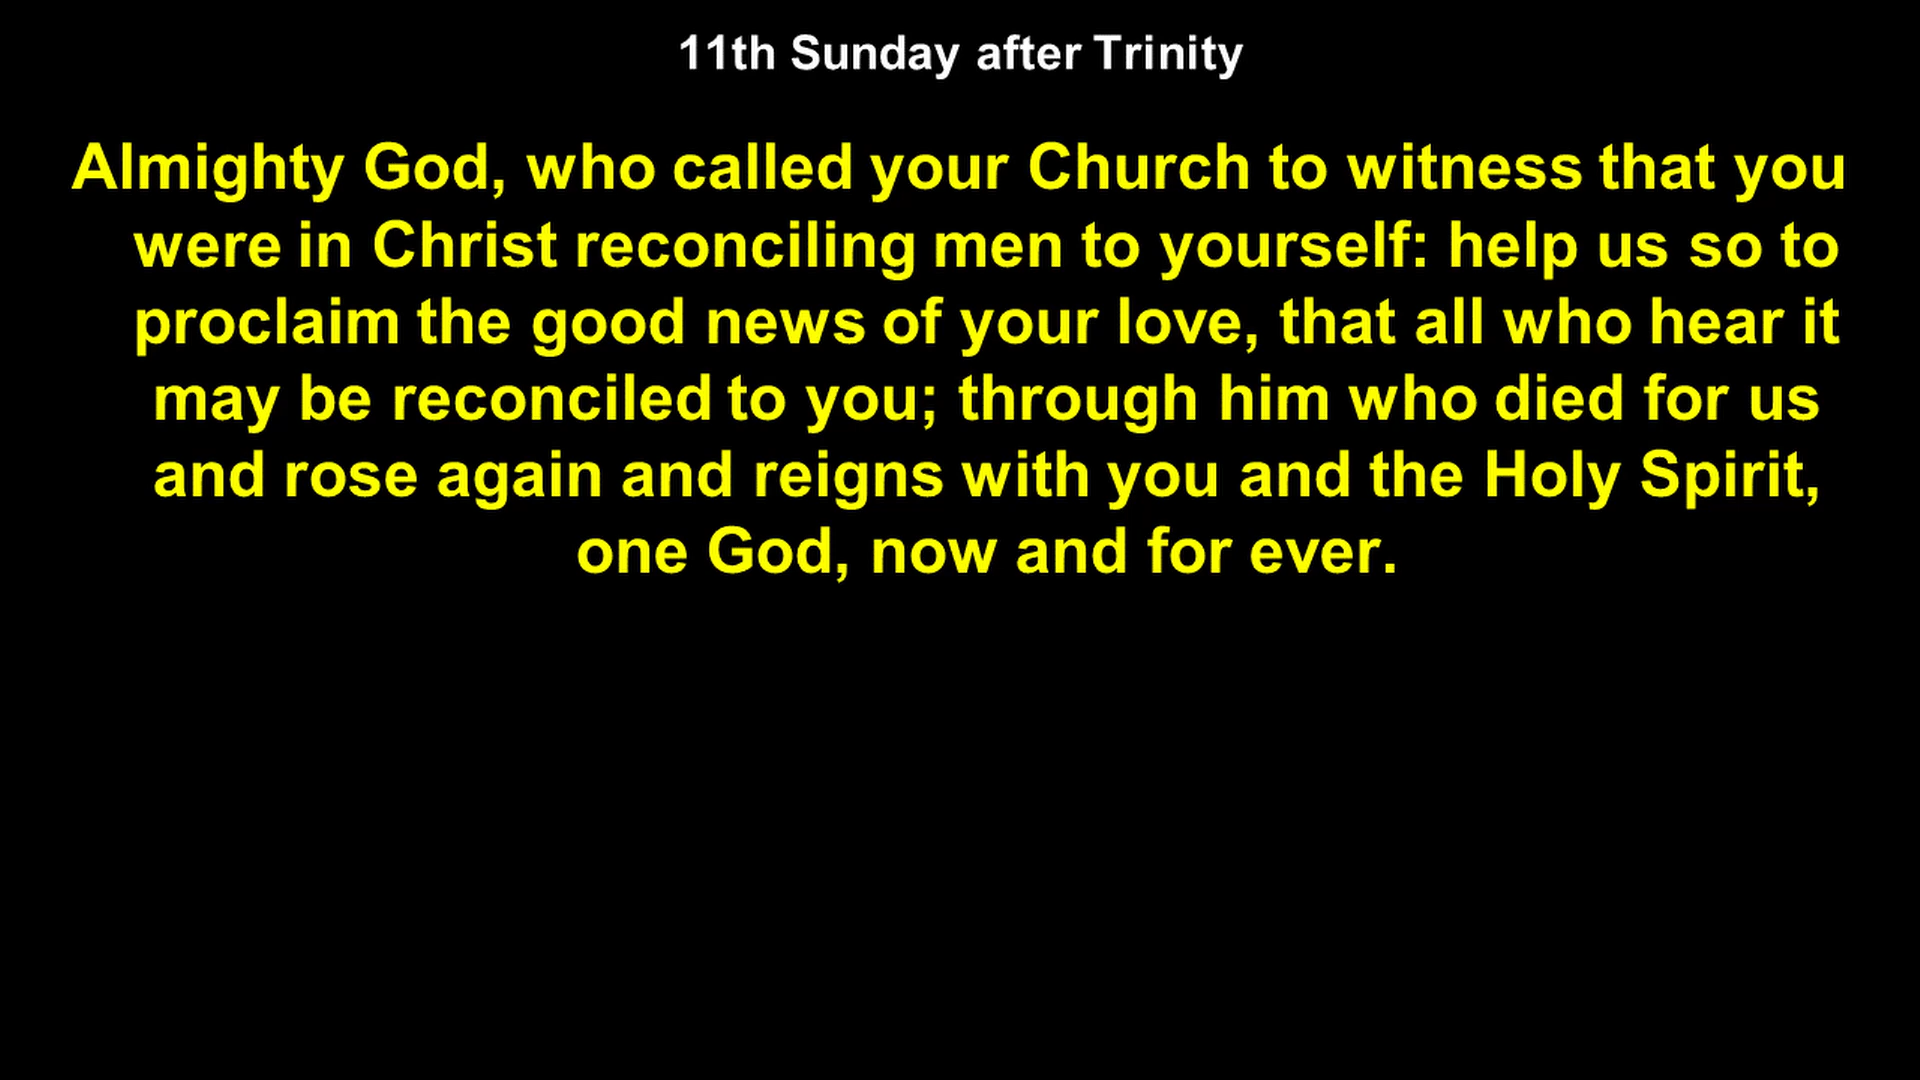 11th Sunday after Trinity
Almighty God, who called your Church to witness that you
were in Christ reconciling men to yourself: help us so to
proclaim the good news of your love, that all who hear it
may be reconciled to you; through him who died for us
and rose again and reigns with you and the Holy Spirit,
one God, now and for ever.